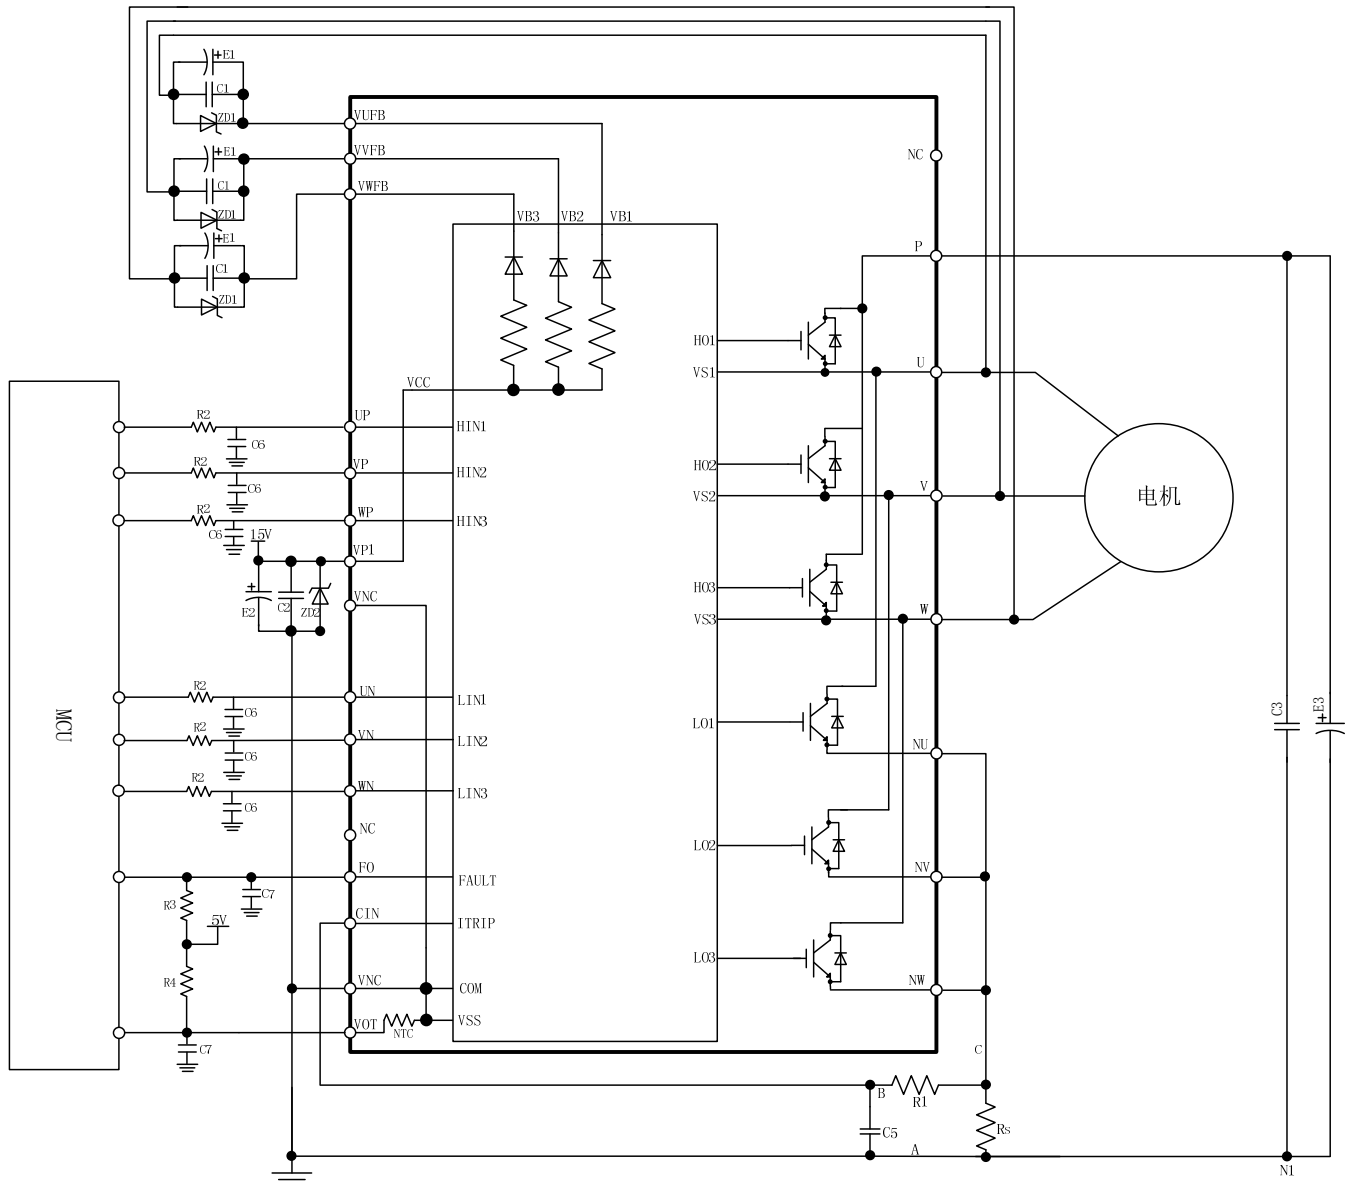 +E1
C1
ZD1
VUFB
+E1
VVFB
NC
C1
VWFB
ZD1
VB3
VB2
VB1
+E1
P
C1
ZD1
HO1
U
VS1
VCC
UP
R2
HIN1
C6
VP
R2
HO2
HIN2
C6
V
VS2
电机
WP
R2
HIN3
C6
15V
VP1
HO3
+
VNC
C2
E2
ZD2
W
VS3
UN
R2
LIN1
C6
C3
+E3
MCU
LO1
VN
R2
LIN2
NU
C6
WN
R2
LIN3
C6
NC
LO2
FO
NV
FAULT
C7
R3
CIN
5V
ITRIP
LO3
VNC
R4
COM
NW
VOT
VSS
NTC
C7
C
B
R1
C5
Rs
A
N1